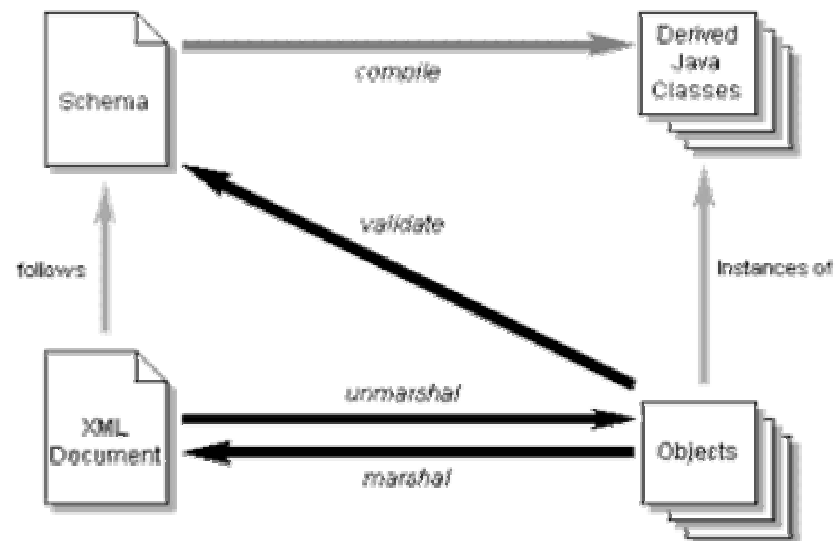 Derived
Java
Classes
compile
Schema
validate
follows
Instances of
unmarshal
XML
Document
Objects
marshal